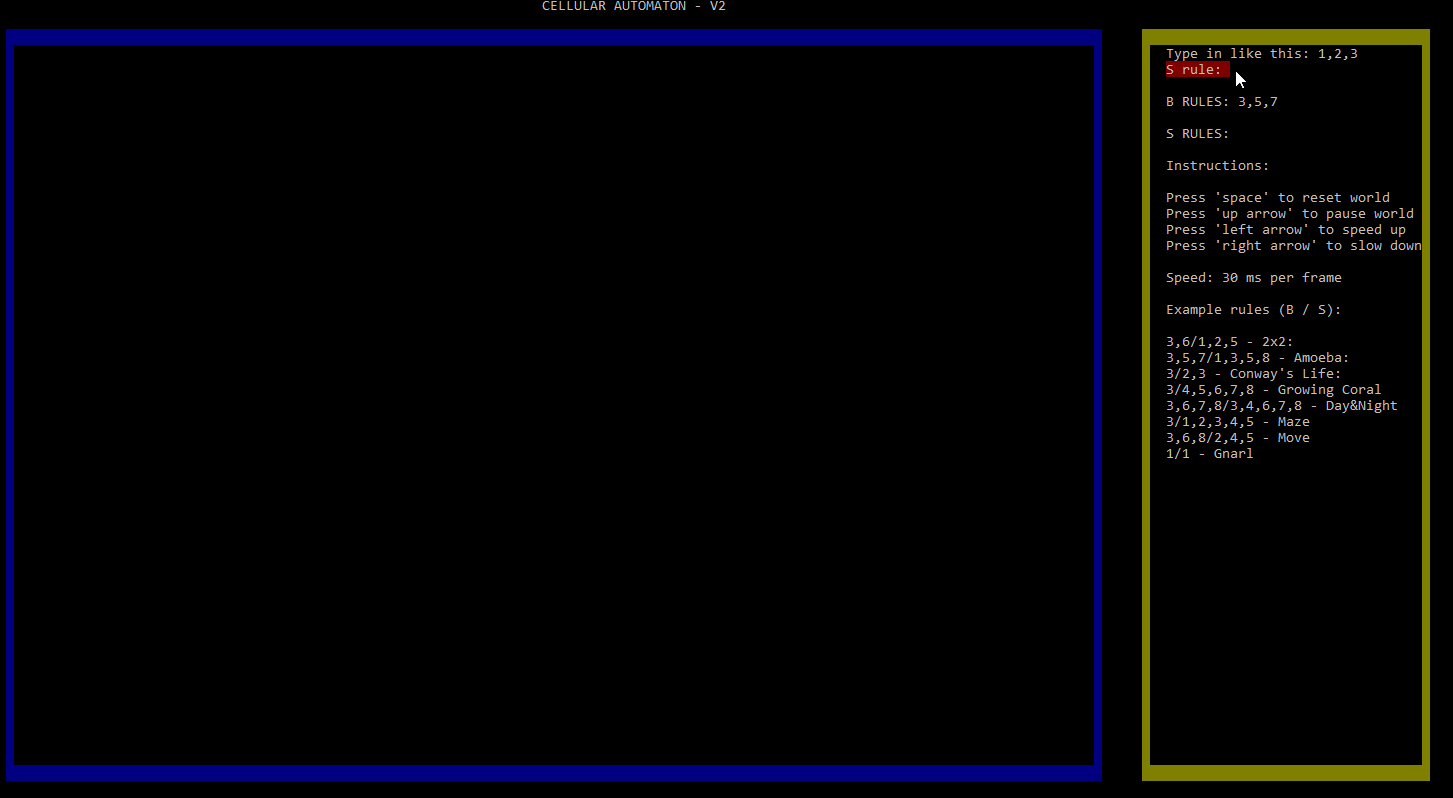 CELLULAR AUTOMATON - V2
Type in like this: 1,2,3
S rule:
B RULES: 3,5,7
S RULES:
Instructions:
Press 'space' to reset world
Press 'up arrow' to pause world
Press 'left arrow' to speed up
Press 'right arrow' to slow down
Speed: 30 ms per frame
Example rules (B / S):
3,6/1,2,5 - 2x2:
3,5,7/1,3,5,8 - Amoeba:
3/2,3 - Conway's Life:
3/4,5,6,7,8 - Growing Coral
3,6,7,8/3,4,6,7,8 - Day&Night
3/1,2,3,4,5 - Maze
3,6,8/2,4,5 - Move
1/1 - Gnarl